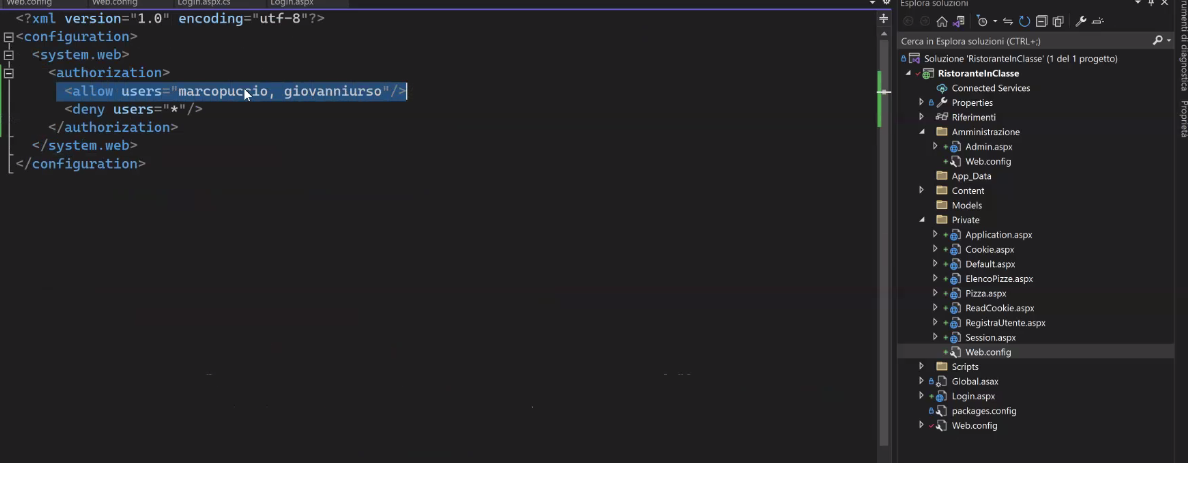 Web.config Web.config Login.aspx.cs Login.aspx
<?xml version="1.0" encoding="utf-8"?>
<configuration>
<system.web>
<authorization>
<allow users="marcopuccio, giovanniurso"/>
<deny users="*"/>
</authorization>
</system.web>
</configuration>
Esplora soluzioni
Cerca in Esplora soluzioni (CTRL+;)
Soluzione 'RistoranteInClasse' (1 di 1 progetto)
RistoranteInClasse
Connected Services
Properties
Riferimenti
Amministrazione
Admin.aspx
Web.config
App_Data
Content
Models
Private
Application.aspx
Cookie.aspx
Default.aspx
ElencoPizze.aspx
Pizza.aspx
ReadCookie.aspx
RegistraUtente.aspx
Session.aspx
Web.config
Scripts
Global.asax
Login.aspx
packages.config
Web.config
di diagnostica
Proprietà